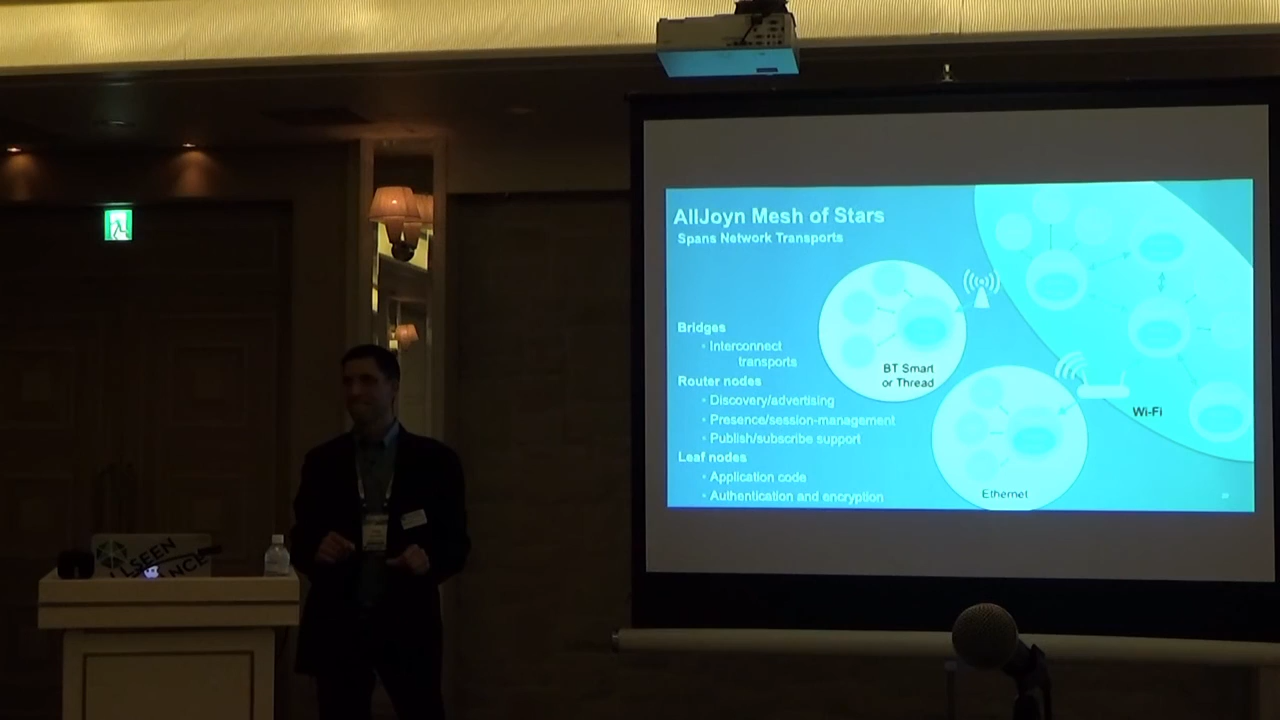 AllJoyn Mesh of Stars
Spans Network Transports
Bridges
• Interconnect
transports
Router nodes
• Discovery/advertising
• Presence/session-management
• Publish/subscribe support
Leaf nodes
• Application code
• Authentication and encryption
BT Smart
or Thread
Ethernet
Wi-Fi
LLSEEN